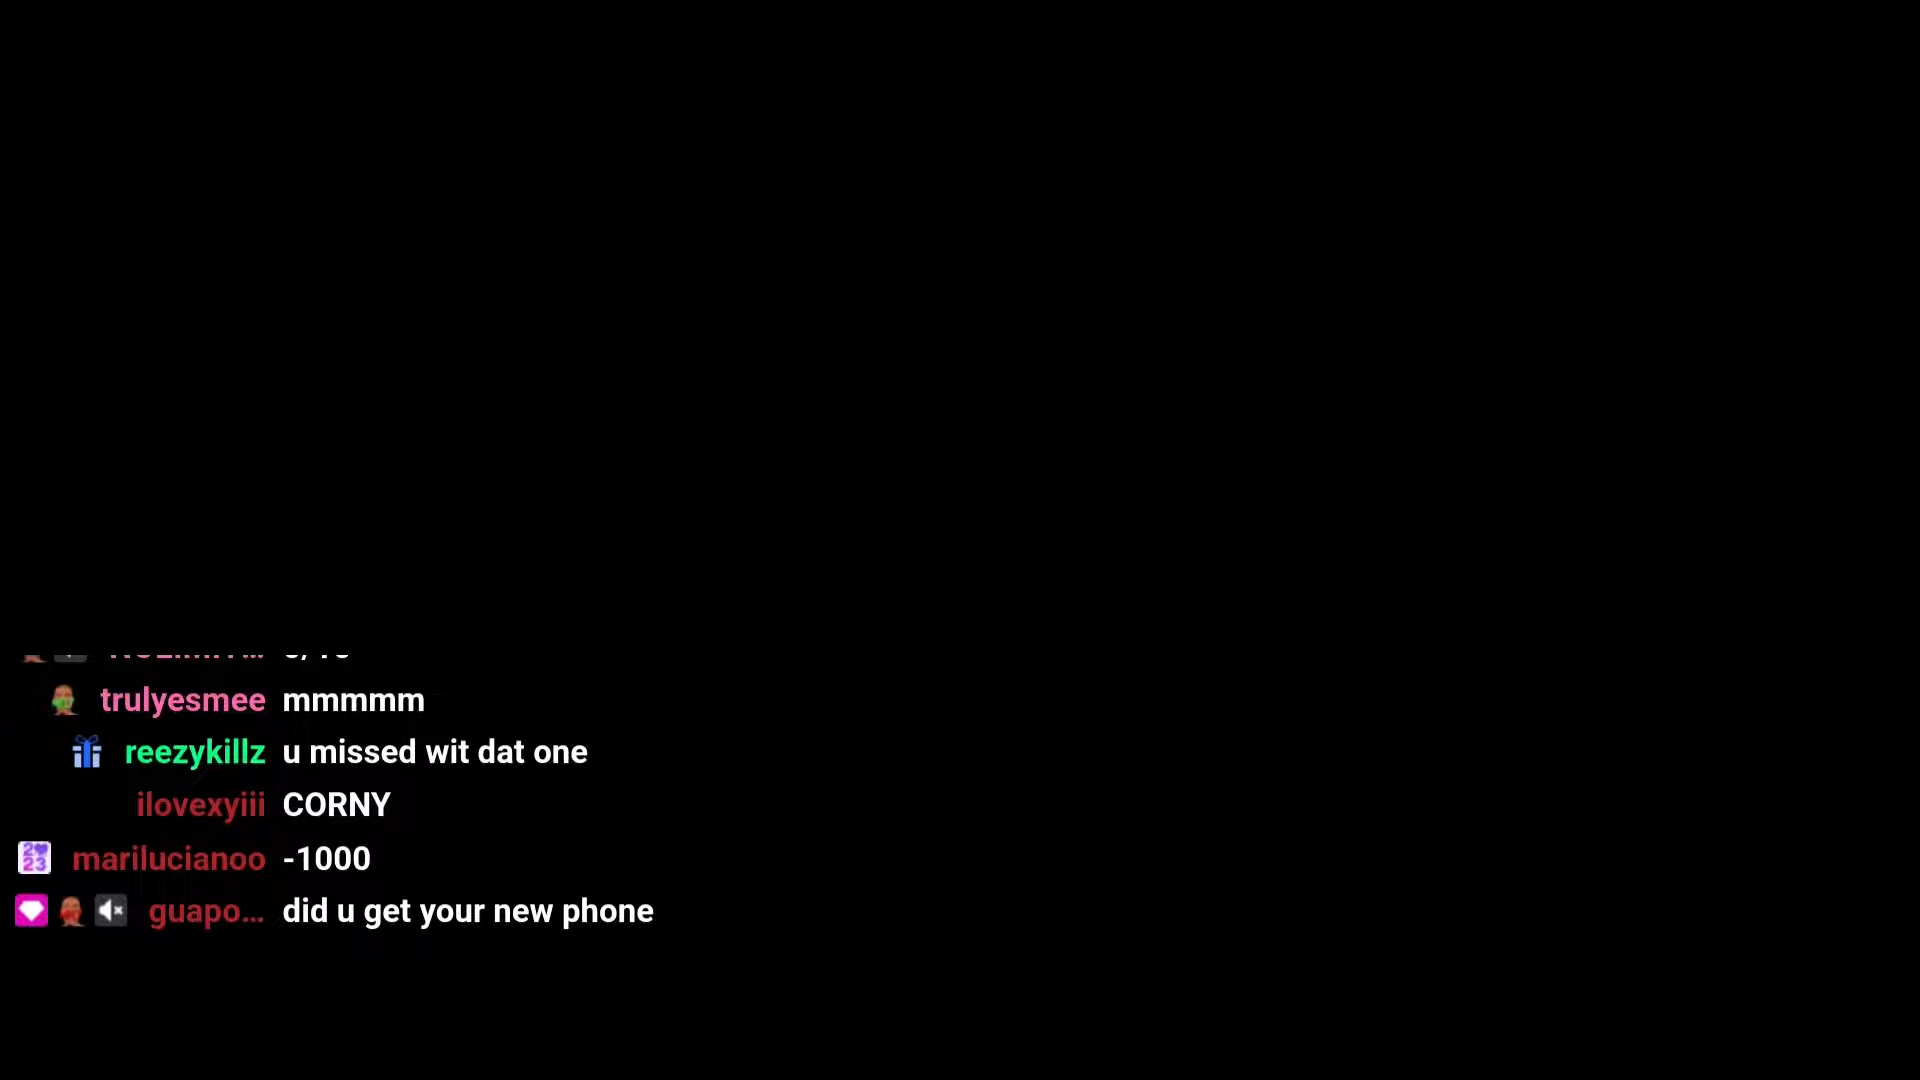 trulyesmee mmmmm
reezykillz u missed wit dat one
ilovexyiii CORNY
marilucianoo -1000
guapo... did u get your new phone